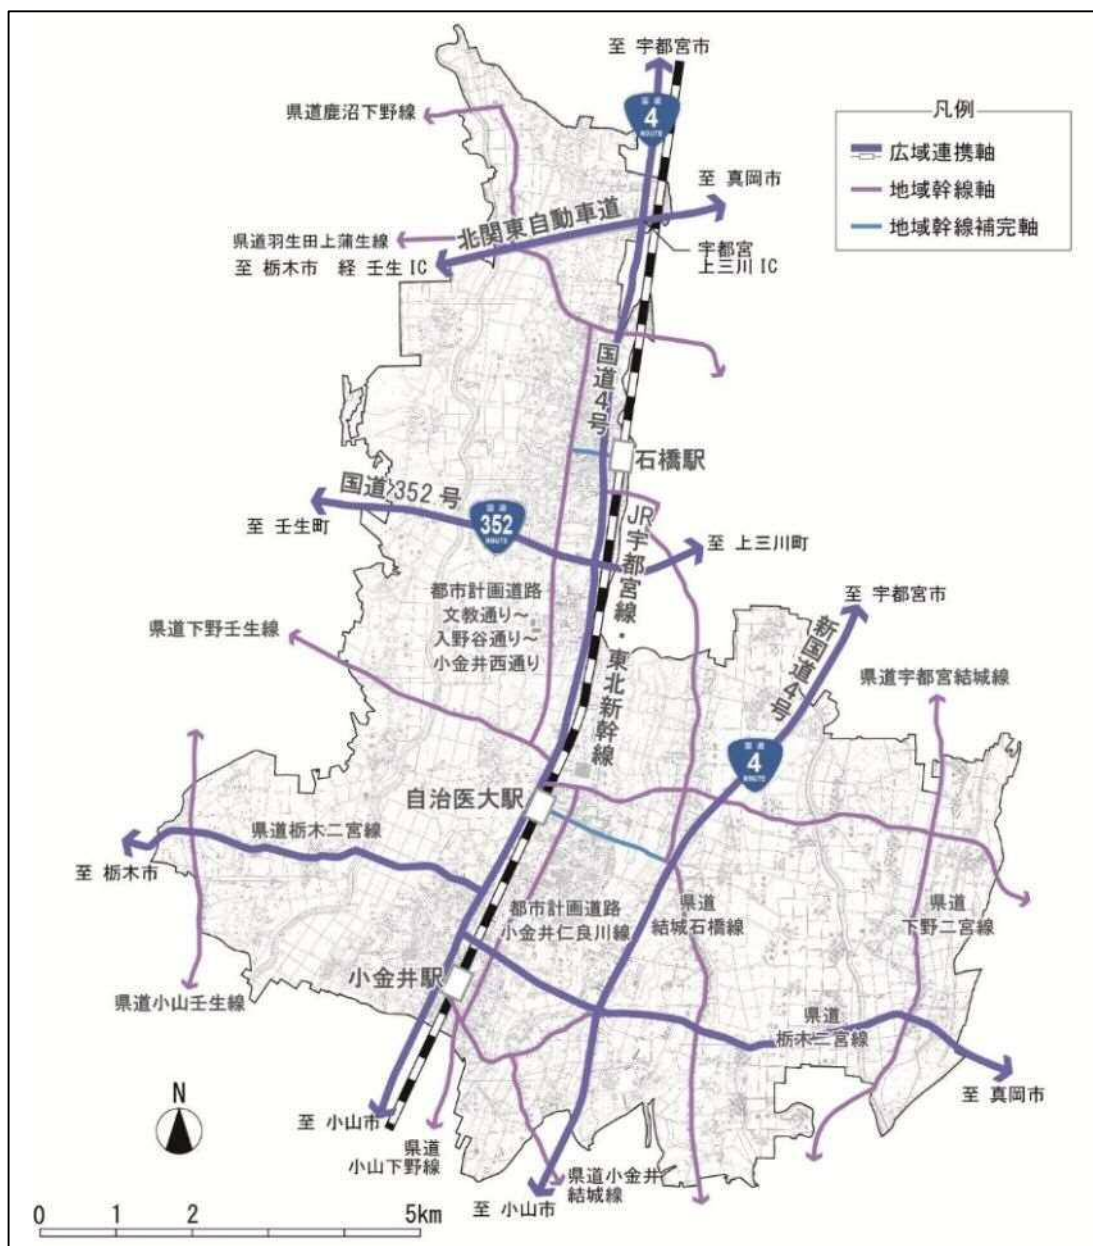 至 宇都宮市
国道
4
ROUTE
県道鹿沼下野線
凡例
広域連携軸
地域幹線軸
地域幹線補完軸
至 真岡市
北関東自動車道
県道羽生田上蒲生線
至 栃木市 経 壬生IC
宇都宮
上三川IC
国道4号
石橋駅
国道352号
国道
352
ROUTE
至 壬生町
JR宇都宮線・東北新幹線
至 上三川町
都市計画道路
文教通り~
入野谷通り~
小金井西通り
県道下野壬生線
至 宇都宮市
新国道4号
県道宇都宮結城線
国道
4
ROUTE
自治医大駅
県道栃木二宮線
至 栃木市
都市計画道路
小金井仁良川線
県道
結城石橋線
県道
下野二宮線
小金井駅
県道小山壬生線
県道
栃木二宮線
至 真岡市
N
至 小山市
県道
小山下野線
県道小金井
結城線
至 小山市
0 1 2 5km